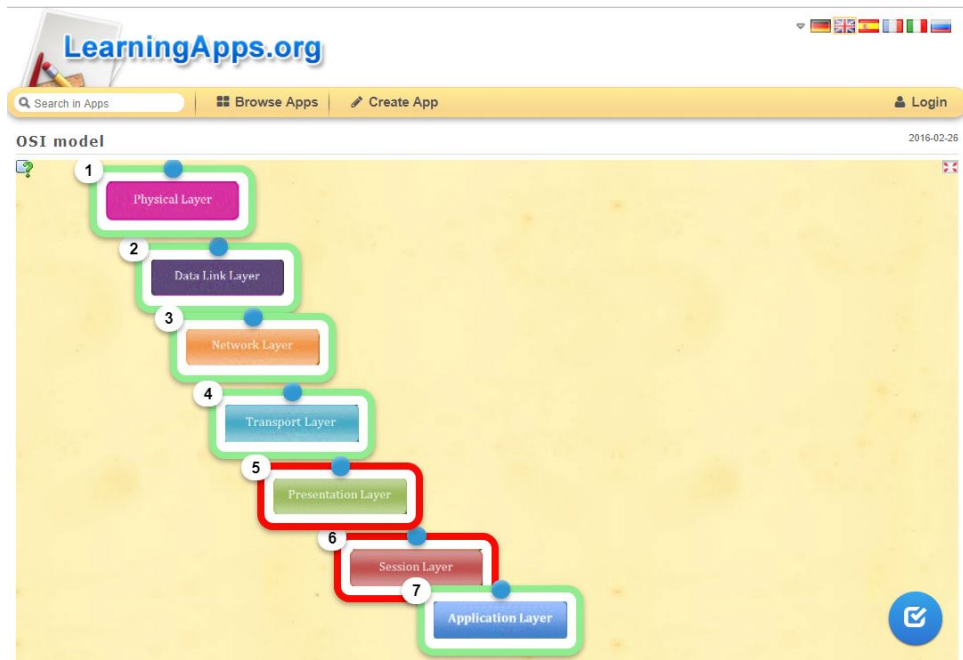 LearningApps.org
Search in Apps
Browse Apps
Create App
Login
OSI model
2016-02-26
1
Physical Layer
2
Data Link Layer
3
Network Layer
4
Transport Layer
5
Presentation Layer
6
Session Layer
7
Application Layer